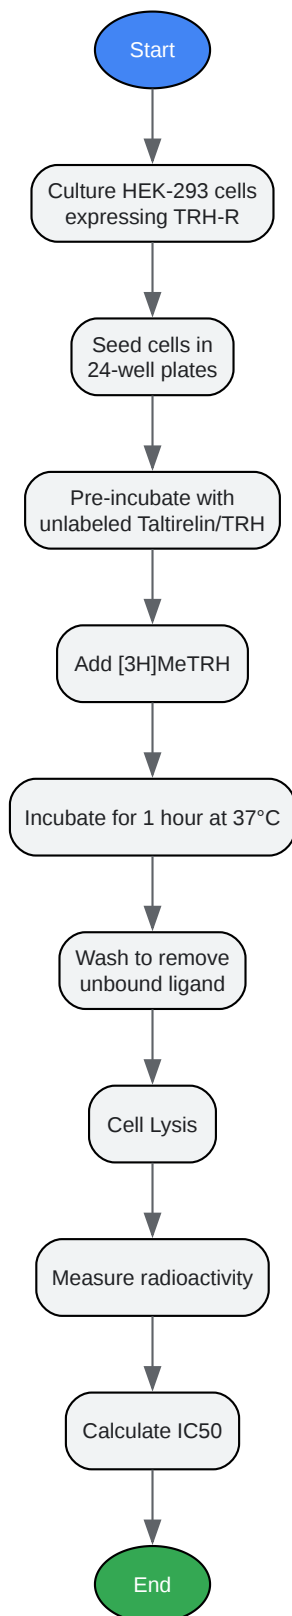 Start
Culture HEK-293 cells
expressing TRH-R
Seed cells in
24-well plates
Pre-incubate with
unlabeled Taltirelin/TRH
Add [3H]MeTRH
Incubate for 1 hour at 37°C
Wash to remove
unbound ligand
Cell Lysis
Measure radioactivity
Calculate IC50
End